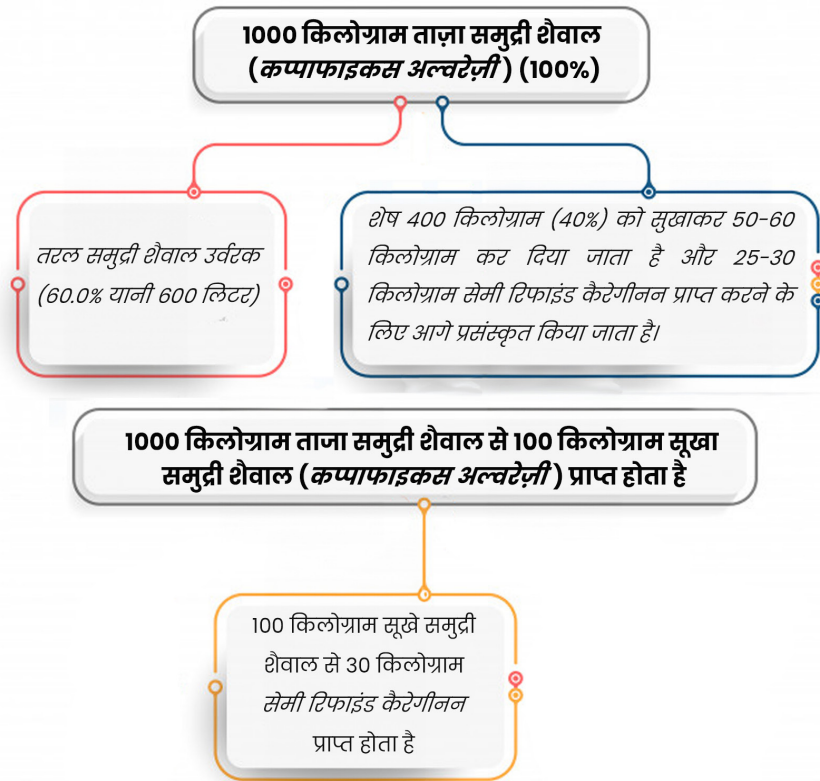 1000 किलोग्राम ताज़ा समुद्री शैवाल
(कप्पाफाइकस अल्वरेज़ी) (100%)
तरल समुद्री शैवाल उर्वरक
(60.0% यानी 600 लिटर)
शेष 400 किलोग्राम (40%) को सुखाकर 50-60
किलोग्राम कर दिया जाता है और 25-30
किलोग्राम सेमी रिफाइंड कैरेगीनन प्राप्त करने के
लिए आगे प्रसंस्कृत किया जाता है।
1000 किलोग्राम ताजा समुद्री शैवाल से 100 किलोग्राम सूखा
समुद्री शैवाल (कप्पाफाइकस अल्वरेज़ी) प्राप्त होता है
100 किलोग्राम सूखे समुद्री
शैवाल से 30 किलोग्राम
सेमी रिफाइंड कैरेगीनन
प्राप्त होता है